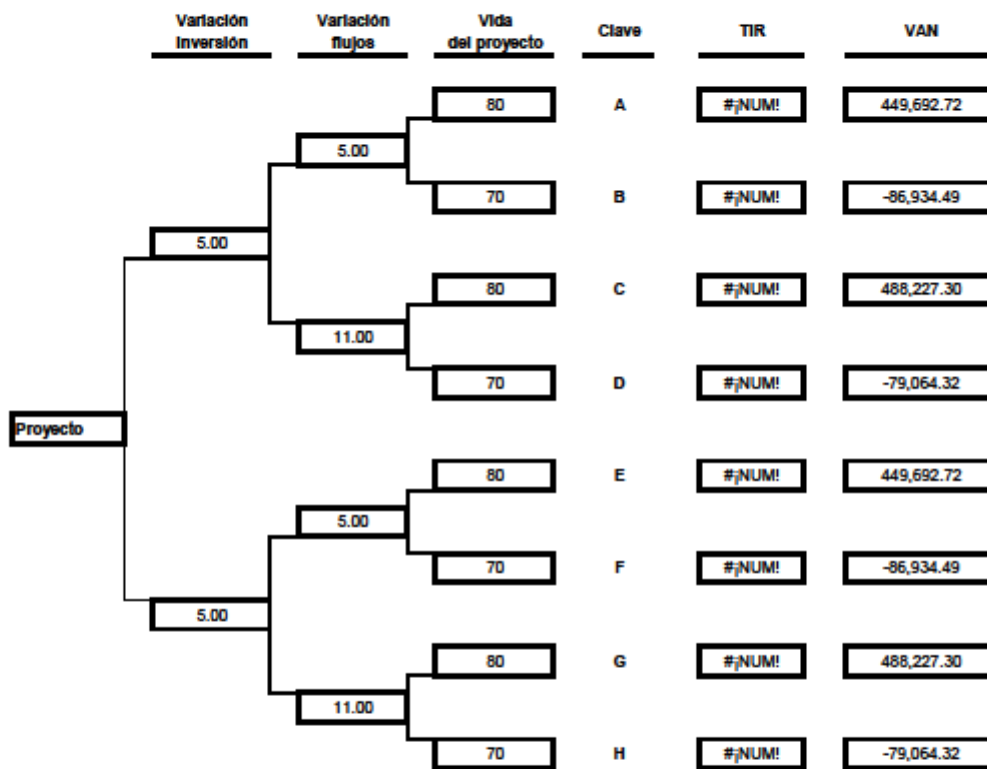 Variación Inversión
Variación flujos
Vida del proyecto
Clave
TIR
VAN
80 A #¡NUM! 449,692.72
5.00
70 B #¡NUM! -86,934.49
5.00
80 C #¡NUM! 488,227.30
11.00
70 D #¡NUM! -79,064.32
Proyecto
80 E #¡NUM! 449,692.72
5.00
70 F #¡NUM! -86,934.49
5.00
80 G #¡NUM! 488,227.30
11.00
70 H #¡NUM! -79,064.32